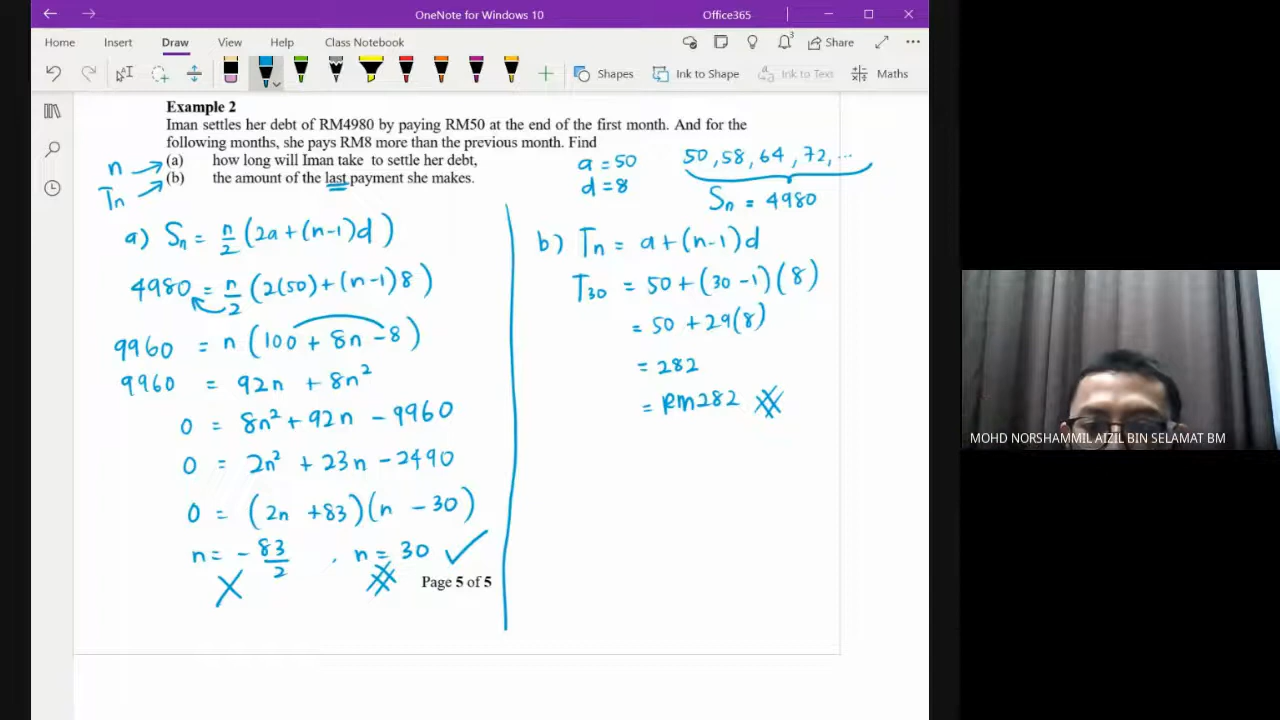 OneNote for Windows 10
Office365
Home Insert Draw View Help Class Notebook
3
Share
Shapes
Ink to Shape
Ink to Text
Maths
Example 2
Iman settles her debt of RM4980 by paying RM50 at the end of the first month. And for the
following months, she pays RM8 more than the previous month. Find
(a) how long will Iman take to settle her debt,
(b) the amount of the last payment she makes.
n →
Tn →
a = 50
d = 8
50, 58, 64, 72, ...
Sn = 4980
a) Sn = n/2 (2a + (n-1)d)
4980 = n/2 (2(50) + (n-1)8)
9960 = n (100 + 8n - 8)
9960 = 92n + 8n²
0 = 8n² + 92n - 9960
0 = 2n² + 23n - 2490
0 = (2n + 83)(n - 30)
n = - 83/2 , n = 30 ✓
b) Tn = a + (n-1)d
T30 = 50 + (30-1)(8)
= 50 + 29(8)
= 282
= RM282
Page 5 of 5
MOHD NORSHAMMIL AIZIL BIN SELAMAT BM